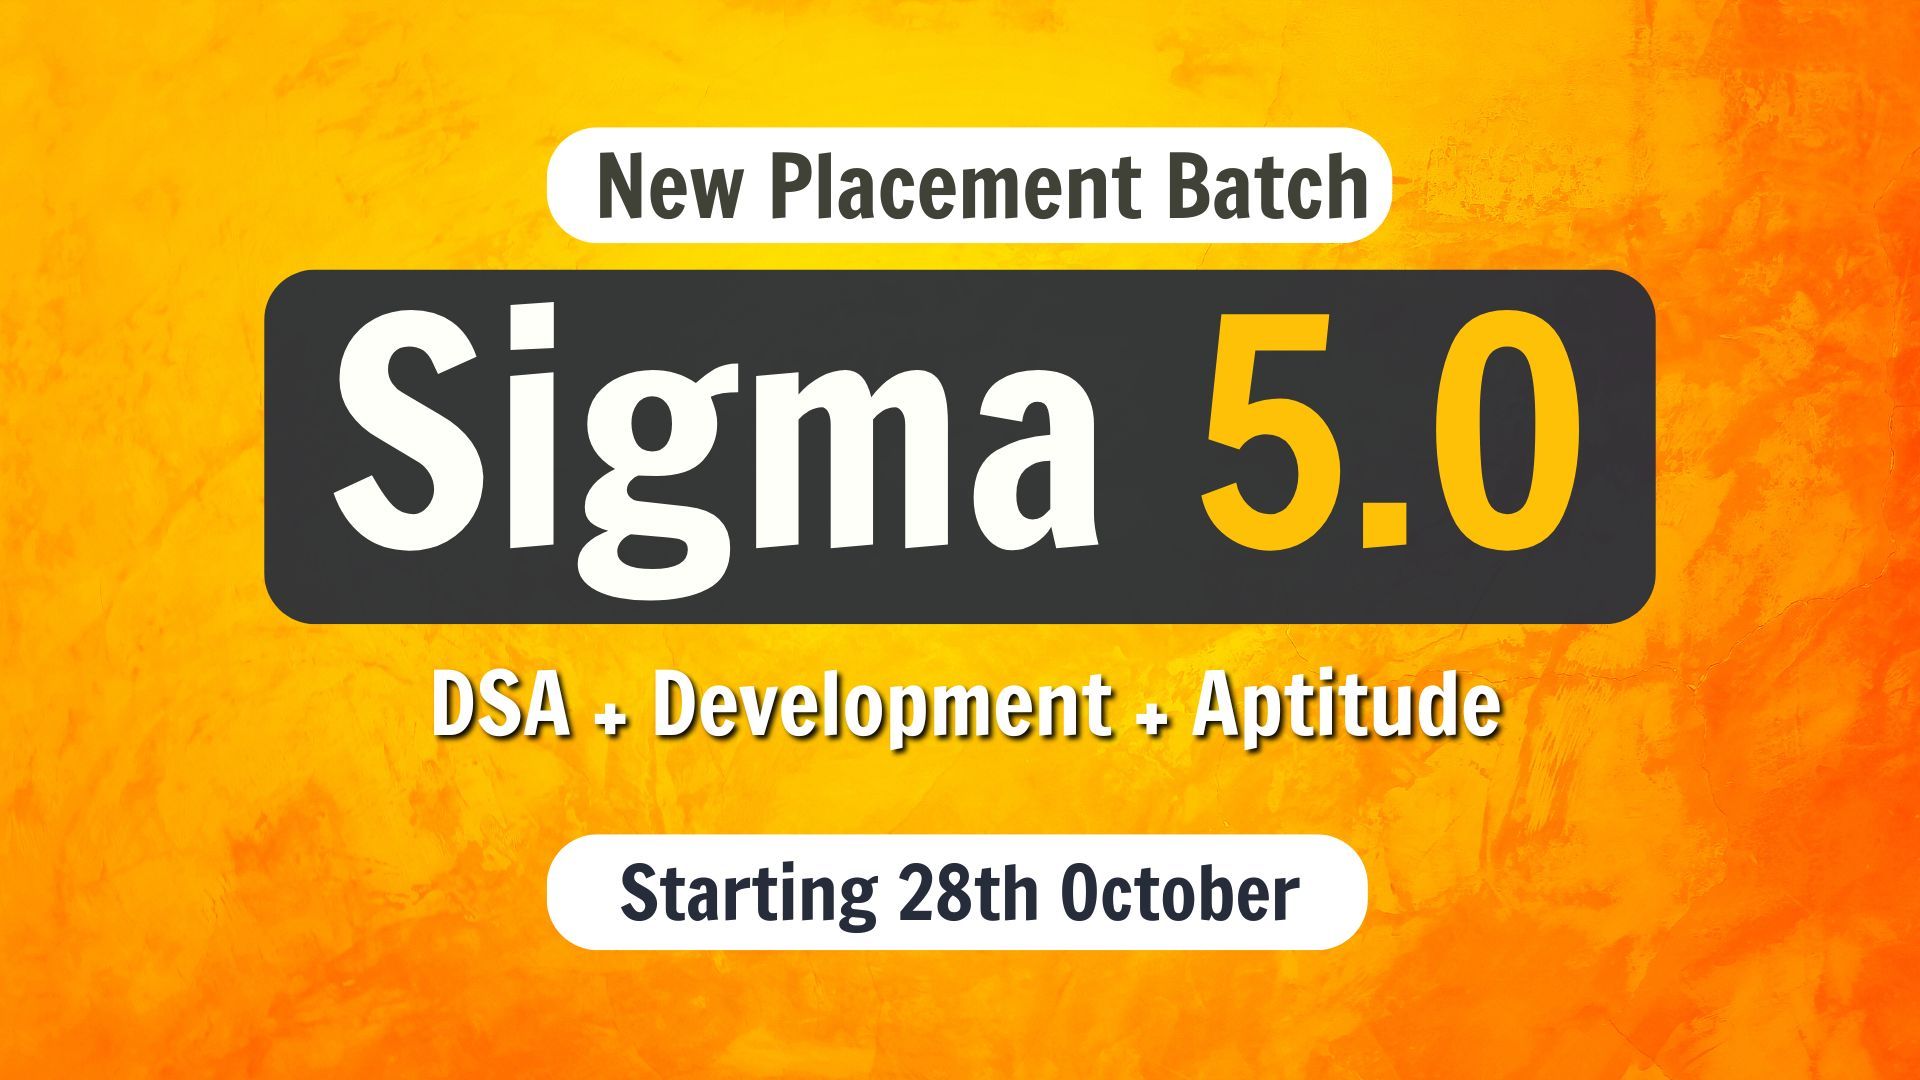 New Placement Batch
Sigma 5.0
DSA + Development + Aptitude
Starting 28th October